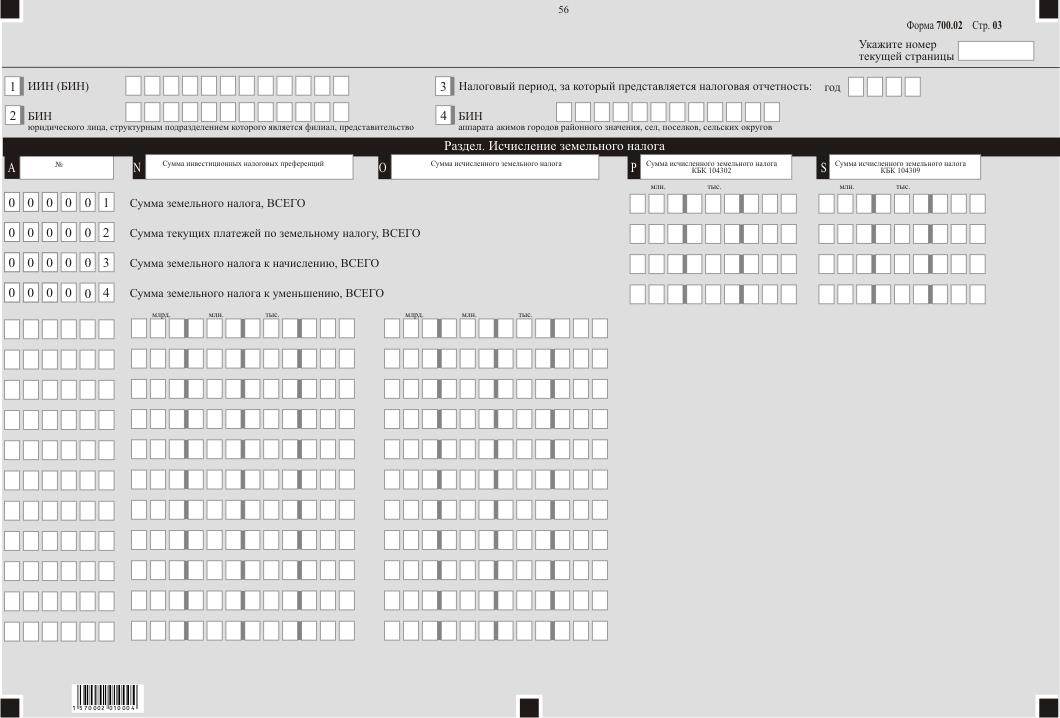 56
Форма 700.02 Стр. 03
Укажите номер
текущей страницы
1 ИИН (БИН)
3 Налоговый период, за который представляется налоговая отчетность: год
2 БИН
юридического лица, структурным подразделением которого является филиал, представительство
4 БИН
аппарата акимов городов районного значения, сел, поселков, сельских округов
Раздел. Исчисление земельного налога
A №
N Сумма инвестиционных налоговых преференций
O Сумма исчисленного земельного налога
P Сумма исчисленного земельного налога
КБК 104302
S Сумма исчисленного земельного налога
КБК 104309
млн. тыс. млн. тыс.
0 0 0 0 0 1 Сумма земельного налога, ВСЕГО
0 0 0 0 0 2 Сумма текущих платежей по земельному налогу, ВСЕГО
0 0 0 0 0 3 Сумма земельного налога к начислению, ВСЕГО
0 0 0 0 0 4 Сумма земельного налога к уменьшению, ВСЕГО
млрд. млн. тыс. млрд. млн. тыс.
1570002010004